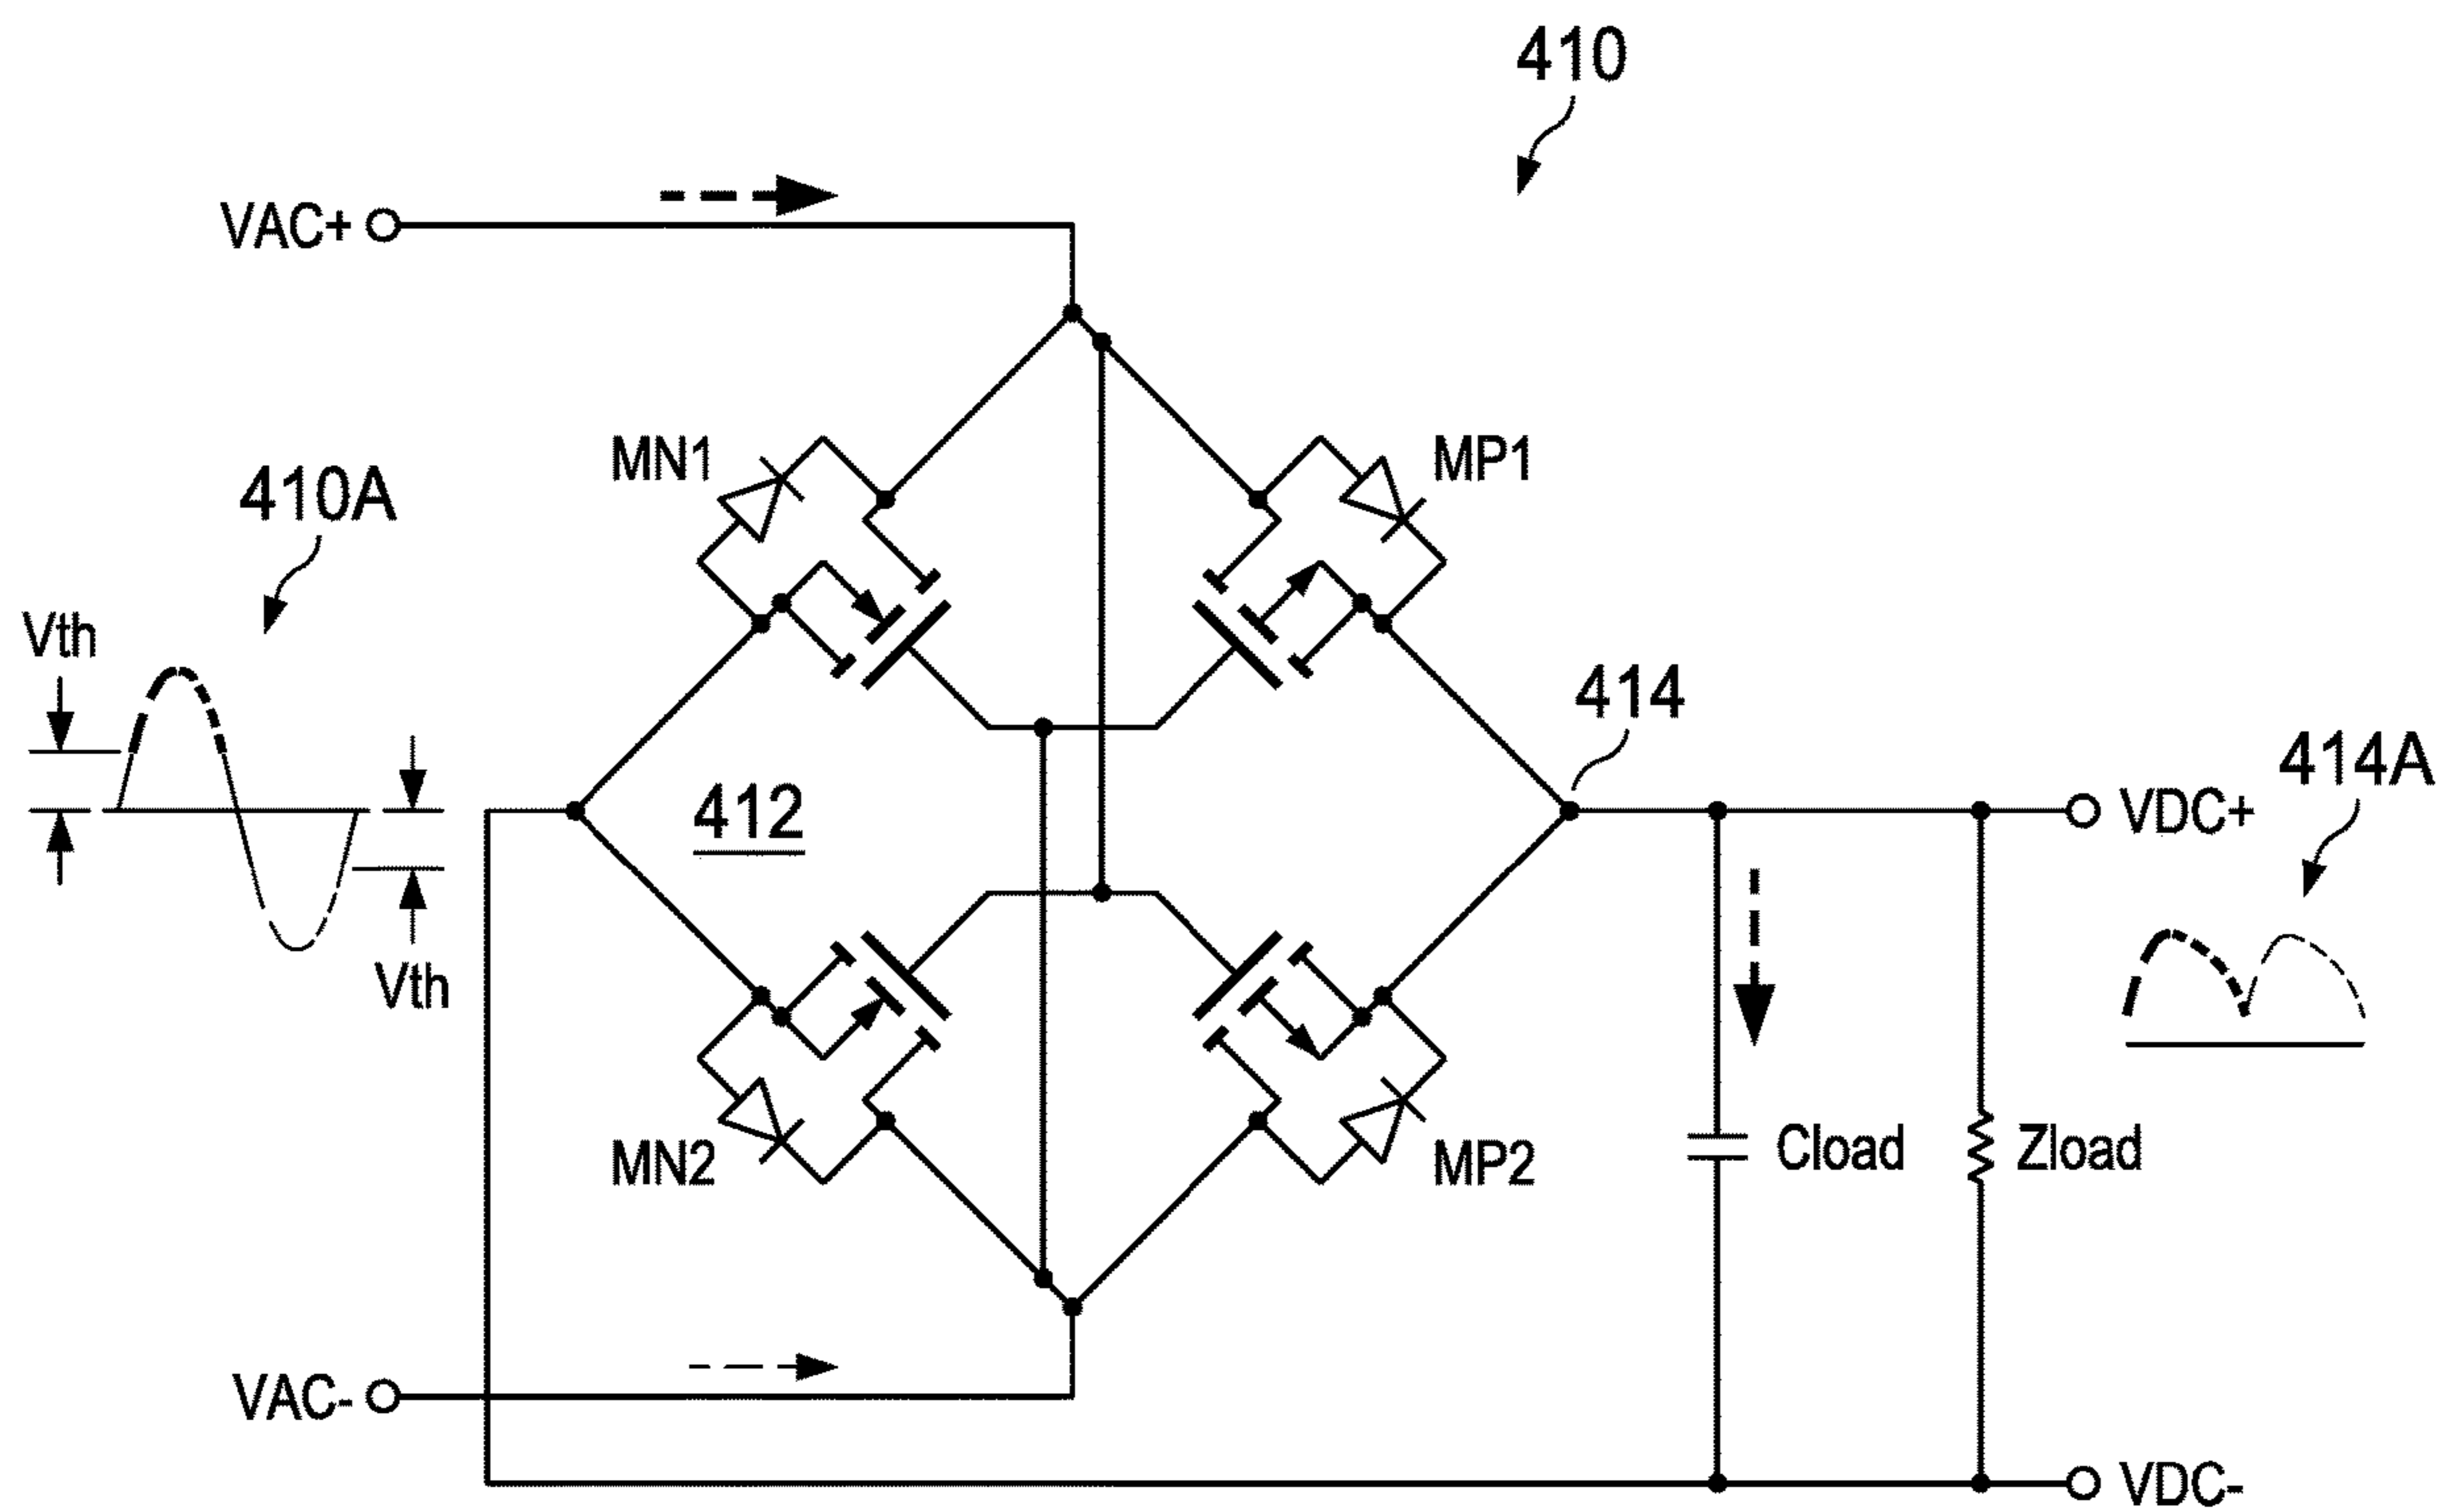 410
VAC+
MN1
MP1
410A
Vth
414
414A
412
VDC+
Vth
MN2
MP2
Cload
Zload
VAC-
VDC-